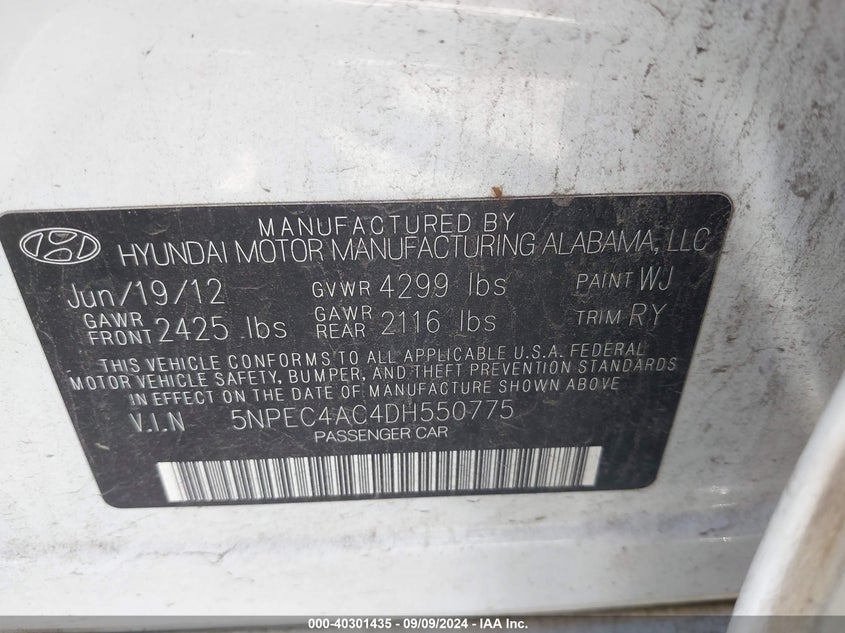 MANUFACTURED BY
HYUNDAI MOTOR MANUFACTURING ALABAMA, LLC
Jun/19/12 GVWR 4299 lbs PAINT WJ
GAWR FRONT 2425 lbs GAWR REAR 2116 lbs TRIM RY
THIS VEHICLE CONFORMS TO ALL APPLICABLE U.S.A. FEDERAL
MOTOR VEHICLE SAFETY, BUMPER, AND THEFT PREVENTION STANDARDS
IN EFFECT ON THE DATE OF MANUFACTURE SHOWN ABOVE
V.I.N 5NPEC4AC4DH550775
PASSENGER CAR
000-40301435 - 09/09/2024 - IAA Inc.